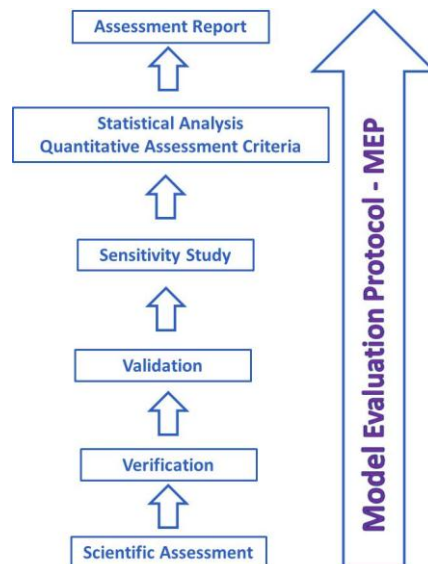 Assessment Report
Statistical Analysis
Quantitative Assessment Criteria
Sensitivity Study
Validation
Verification
Scientific Assessment
Model Evaluation Protocol - MEP